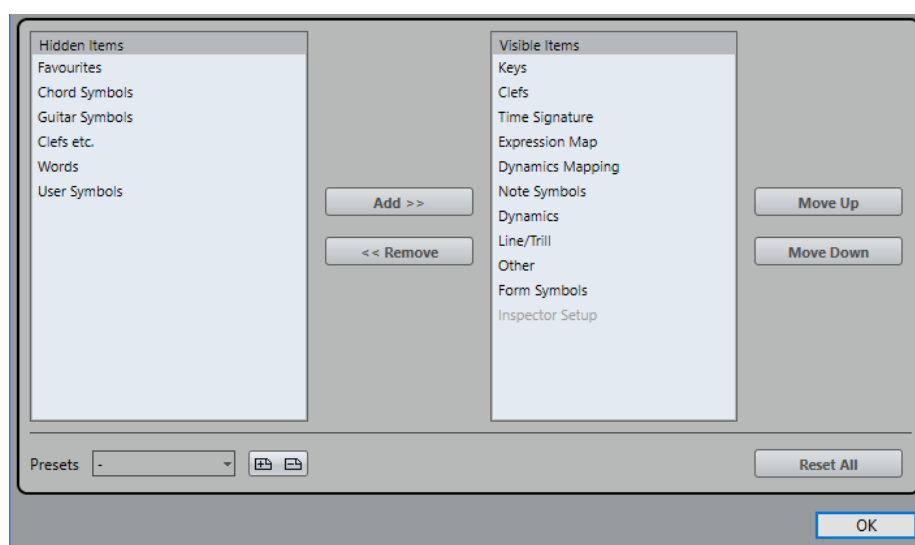 Hidden Items
Favourites
Chord Symbols
Guitar Symbols
Clefs etc.
Words
User Symbols
Add >>
<< Remove
Visible Items
Keys
Clefs
Time Signature
Expression Map
Dynamics Mapping
Note Symbols
Dynamics
Line/Trill
Other
Form Symbols
Inspector Setup
Move Up
Move Down
Presets -
Reset All
OK